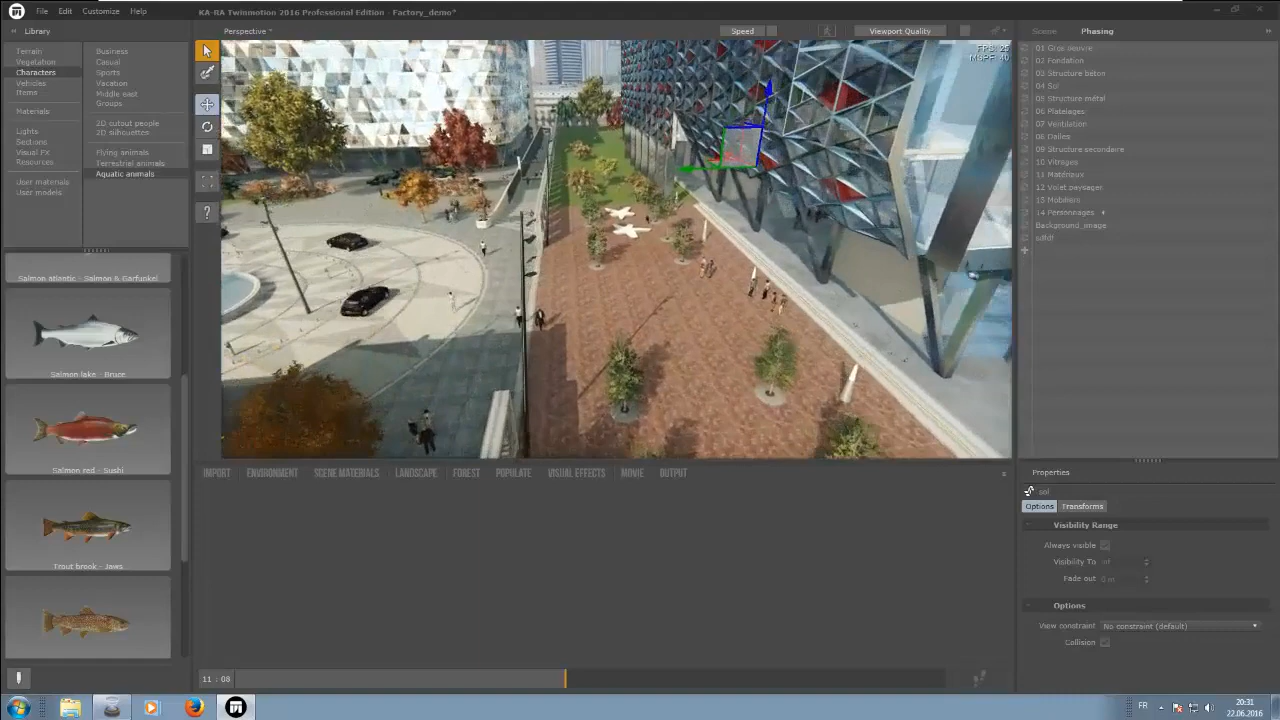 KA-RA Twinmotion 2016 Professional Edition - Factory_demo*
File Edit Customize Help
Library
Terrain
Vegetation
Characters
Vehicles
Items
Materials
Lights
Sections
Visual FX
Resources
User materials
User models
Business
Casual
Sports
Vacation
Middle east
Groups
2D cutout people
2D silhouettes
Flying animals
Terrestrial animals
Aquatic animals
Salmon atlantic - Salmon & Garfunkel
Salmon lake - Bruce
Salmon red - Sushi
Trout brook - Jaws
Perspective
Speed
Viewport Quality
FPS 25
MSPF 40
Scene Phasing
01 Gros oeuvre
02 Fondation
03 Structure béton
04 Sol
05 Structure métal
06 Platelages
07 Ventilation
08 Dalles
09 Structure secondaire
10 Vitrages
11 Matériaux
12 Volet paysager
14 Personnages
Background_image
IMPORT ENVIRONMENT SCENE MATERIALS LANDSCAPE FOREST POPULATE VISUAL EFFECTS MOVIE OUTPUT
Properties
sol
Options Transforms
Visibility Range
Always visible
Visibility To
Fade out 0 m
Options
View constraint No constraint (default)
Collision
11 : 08
FR
20:31
22.06.2016